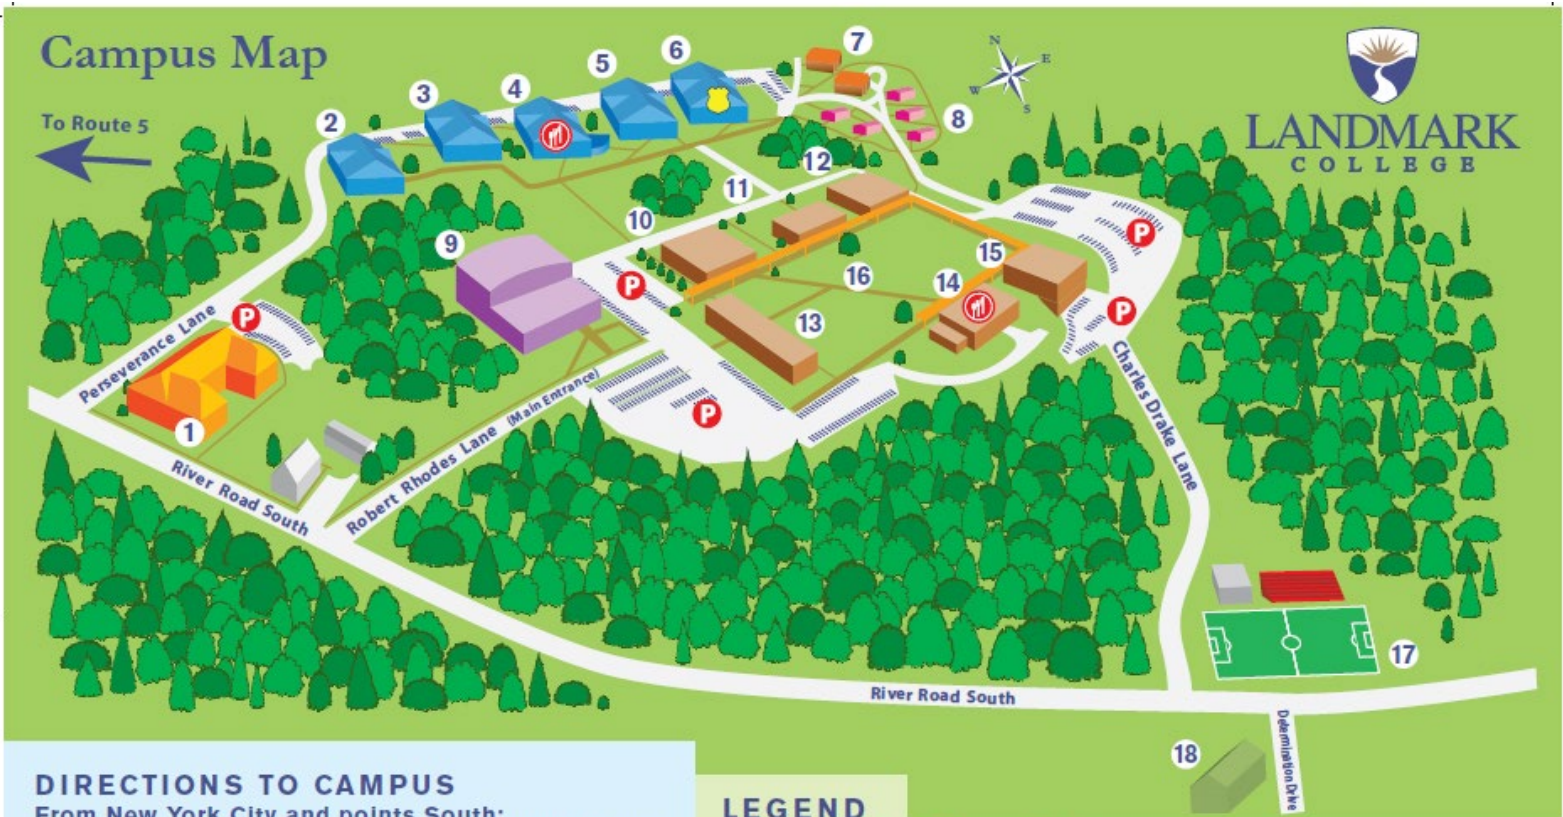 Campus Map
LANDMARK
COLLEGE
To Route 5
N
E
W
S
1
2
3
4
5
6
7
8
9
10
11
12
13
14
15
16
17
18
P
P
P
P
P
Perseverance Lane
River Road South
Robert Rhodes Lane (Main Entrance)
Charles Drake Lane
River Road South
Determination Drive
DIRECTIONS TO CAMPUS
From New York City and points South:
LEGEND